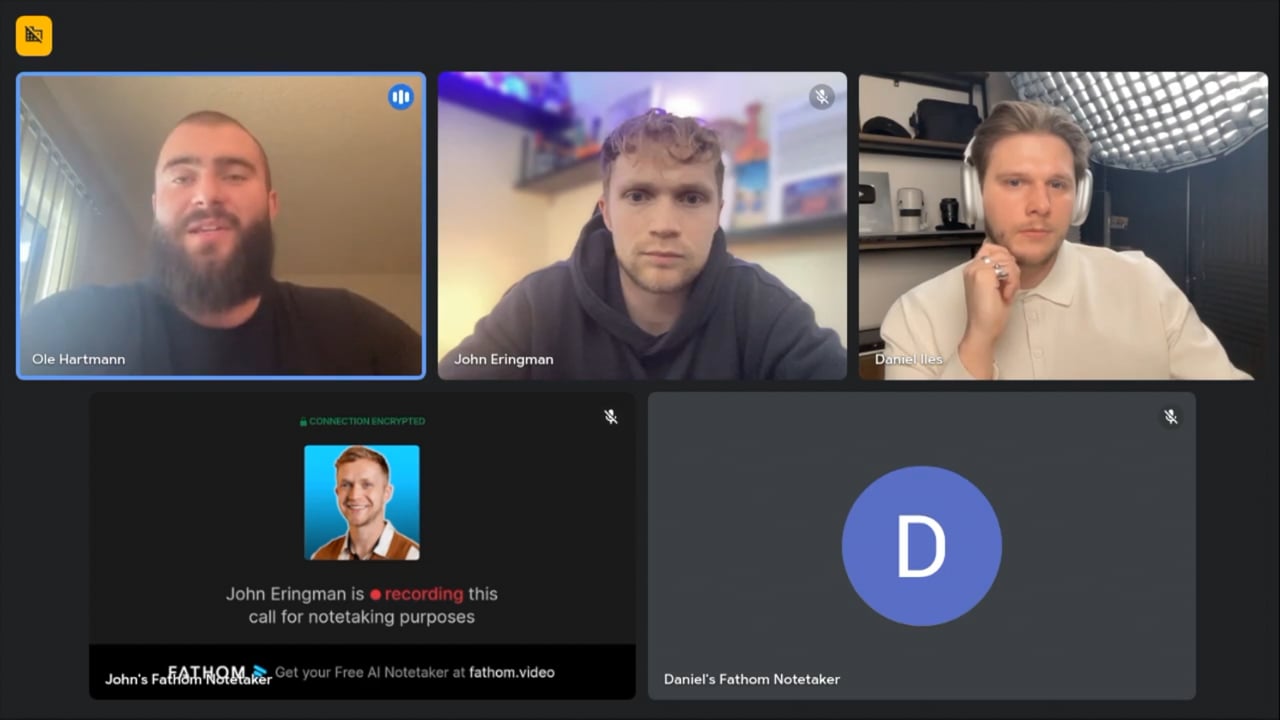 Ole Hartmann
John Eringman
Daniel Iles
CONNECTION ENCRYPTED
John Eringman is recording this
call for notetaking purposes
FATHOM Get your Free AI Notetaker at fathom.video
John's Fathom Notetaker
D
Daniel's Fathom Notetaker